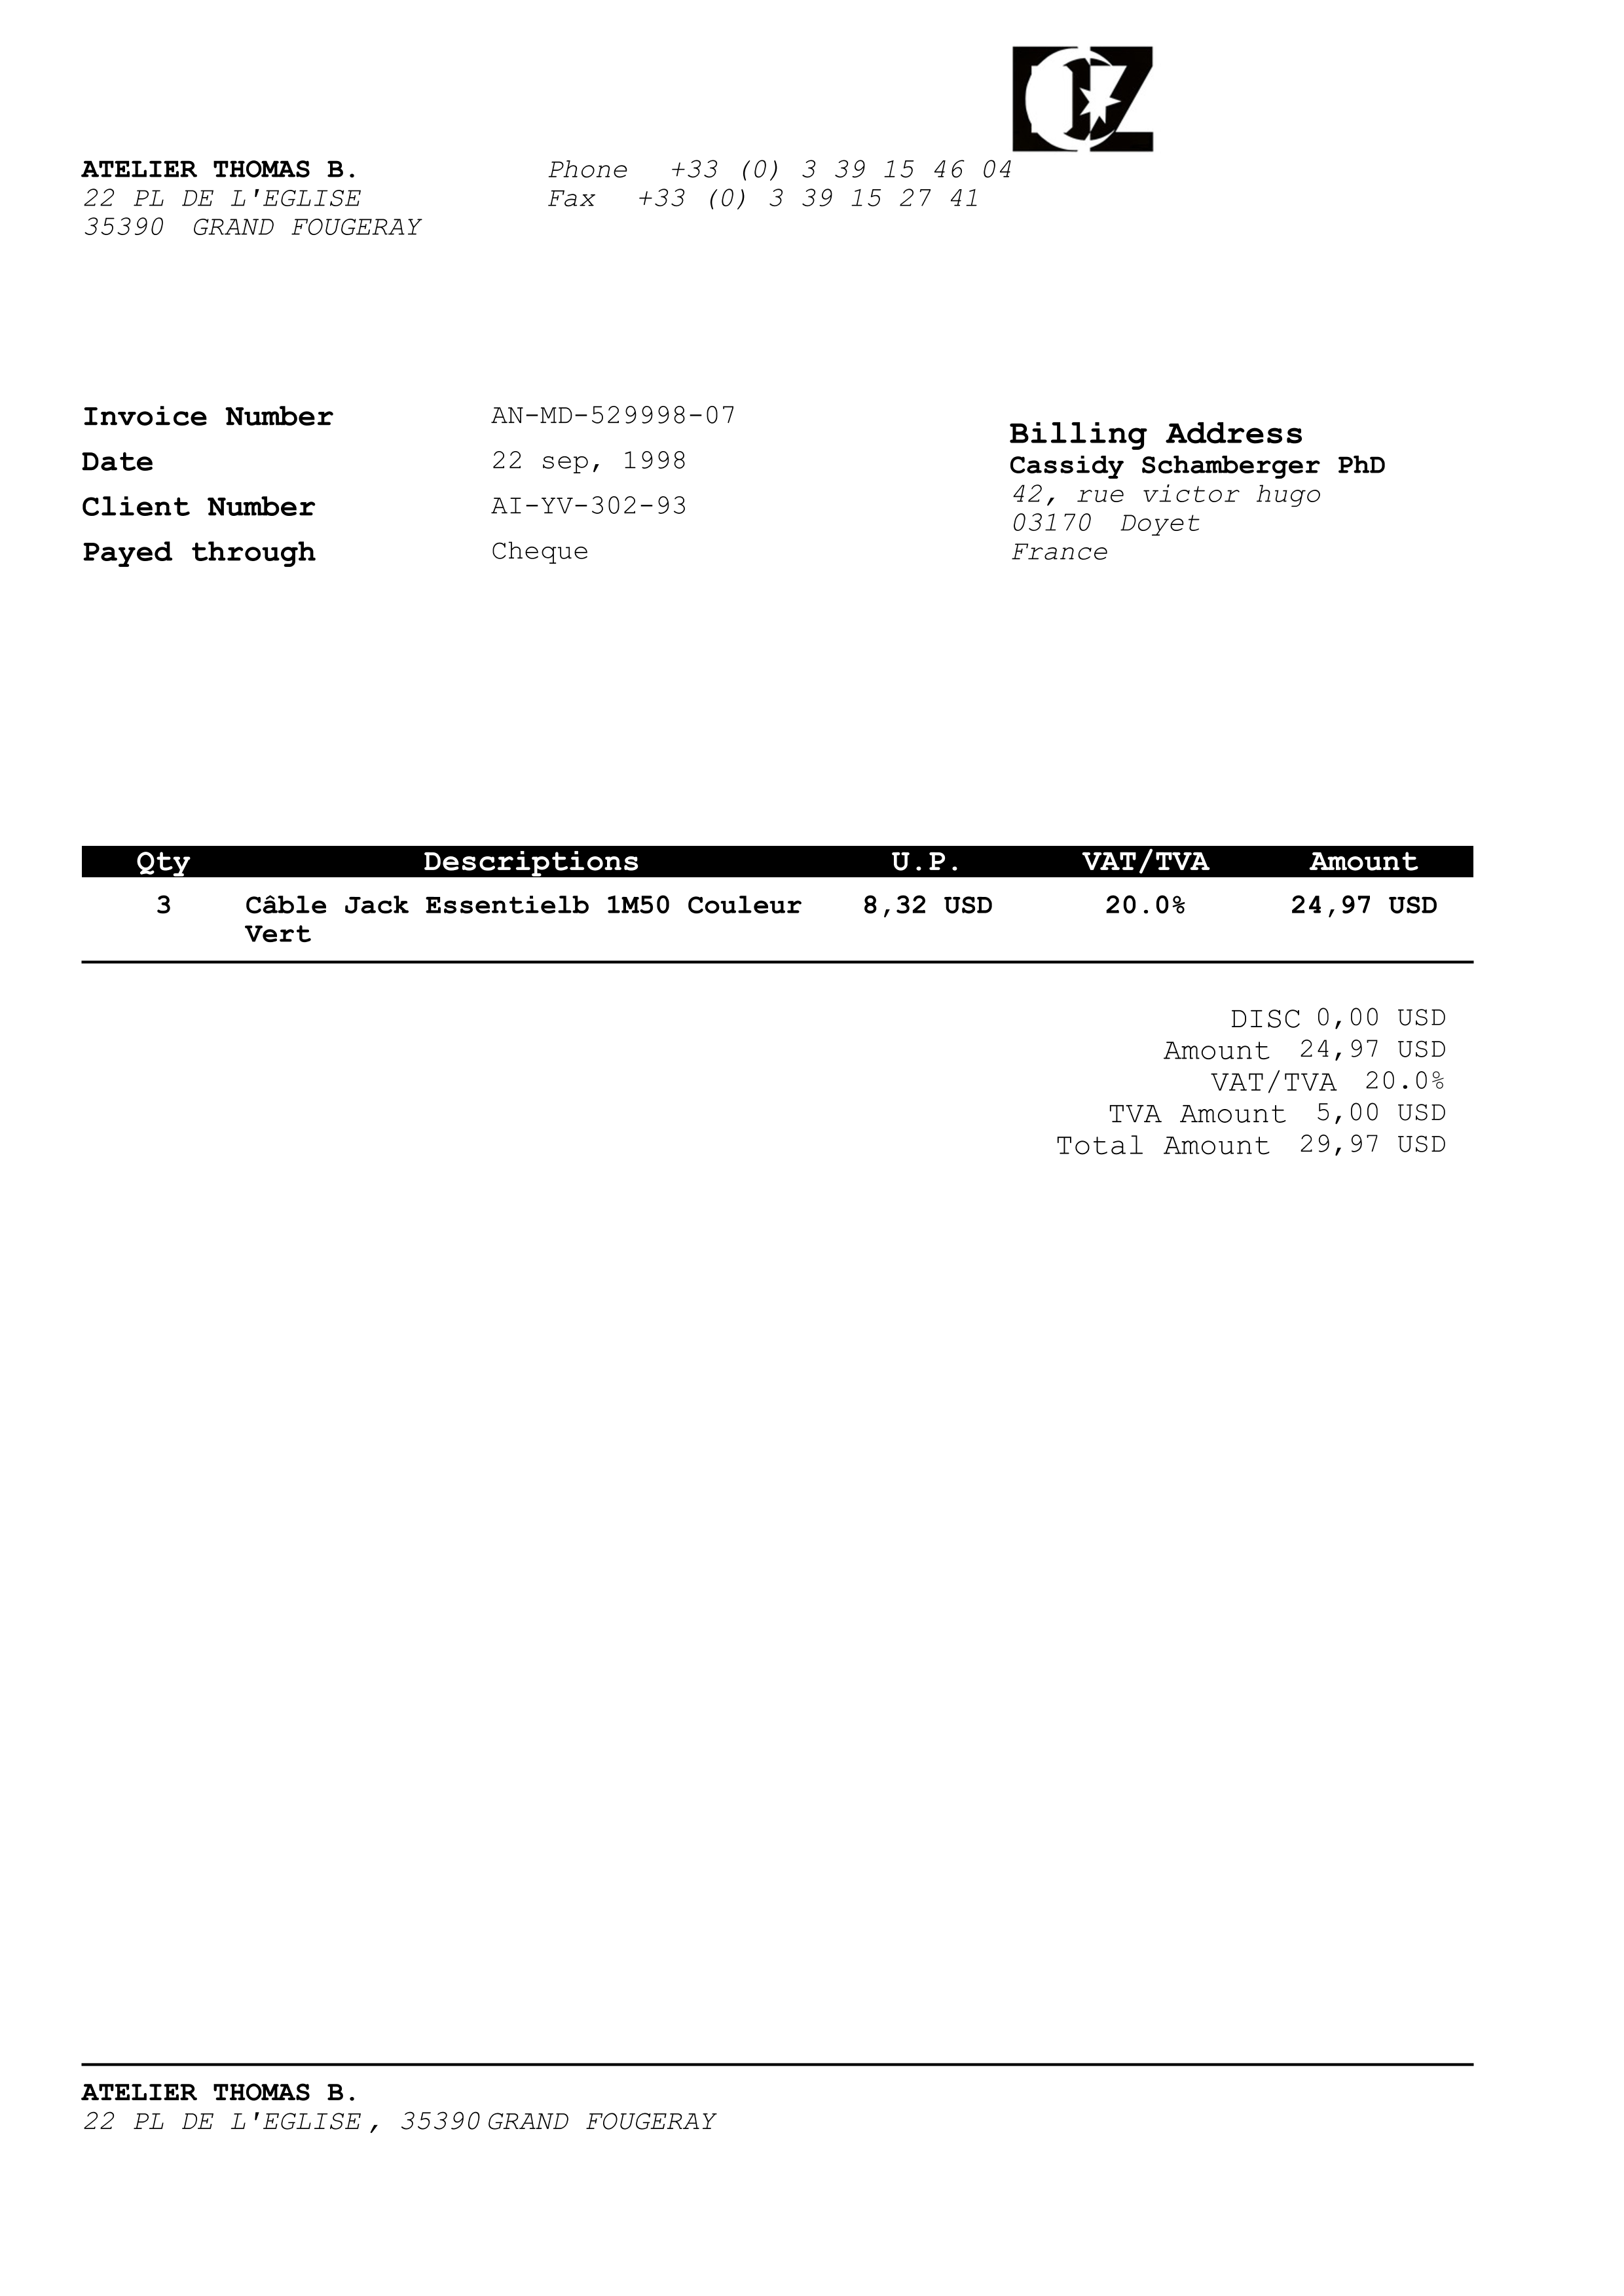 OZ
ATELIER THOMAS B.
22 PL DE L'EGLISE
35390 GRAND FOUGERAY
Phone +33 (0) 3 39 15 46 04
Fax +33 (0) 3 39 15 27 41
Invoice Number AN-MD-529998-07
Date 22 sep, 1998
Client Number AI-YV-302-93
Payed through Cheque
Billing Address
Cassidy Schamberger PhD
42, rue victor hugo
03170 Doyet
France
Qty Descriptions U.P. VAT/TVA Amount
3 Câble Jack Essentielb 1M50 Couleur 8,32 USD 20.0% 24,97 USD
Vert
DISC 0,00 USD
Amount 24,97 USD
VAT/TVA 20.0%
TVA Amount 5,00 USD
Total Amount 29,97 USD
ATELIER THOMAS B.
22 PL DE L'EGLISE , 35390 GRAND FOUGERAY